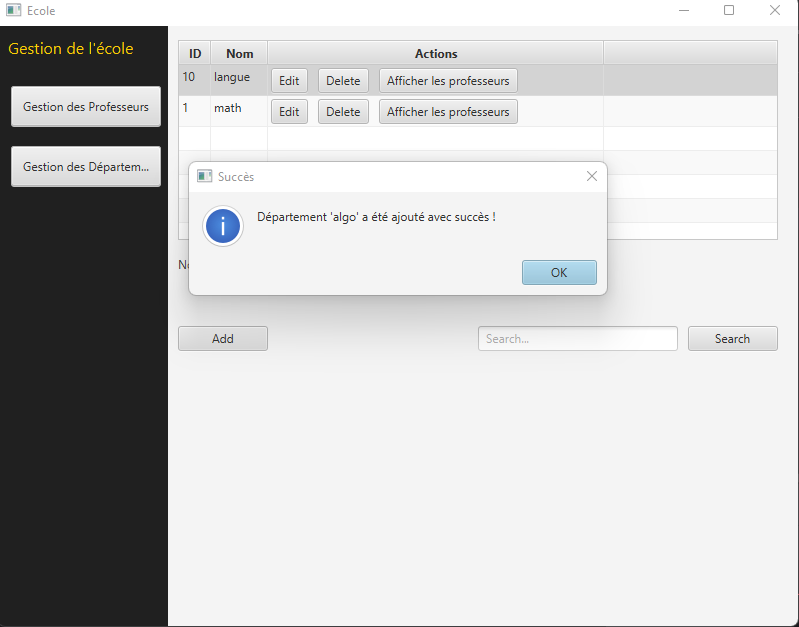 Ecole
Gestion de l'école
Gestion des Professeurs
Gestion des Départem...
ID Nom Actions
10 langue Edit Delete Afficher les professeurs
1 math Edit Delete Afficher les professeurs
Succès
Département 'algo' a été ajouté avec succès !
OK
Add Search... Search